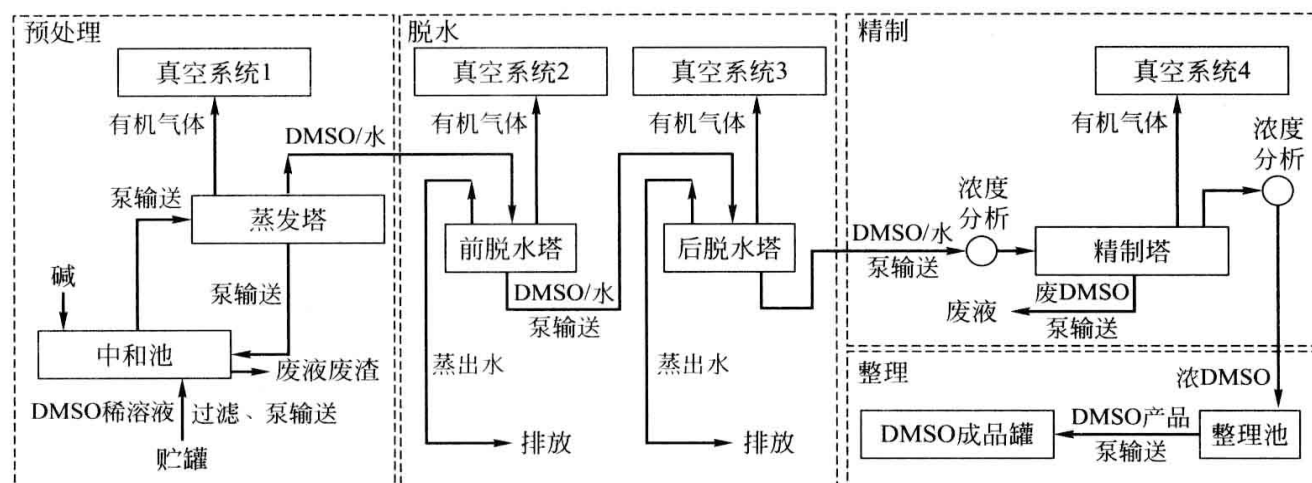 预处理
真空系统1
有机气体
DMSO/水
泵输送
蒸发塔
碱
泵输送
中和池
废液废渣
DMSO稀溶液
过滤、泵输送
贮罐
脱水
真空系统2
真空系统3
有机气体
有机气体
前脱水塔
后脱水塔
DMSO/水
泵输送
蒸出水
蒸出水
排放
排放
DMSO/水
泵输送
精制
真空系统4
有机气体
浓度
分析
浓度
分析
精制塔
废DMSO
废液
泵输送
整理
浓DMSO
DMSO成品罐
DMSO产品
泵输送
整理池